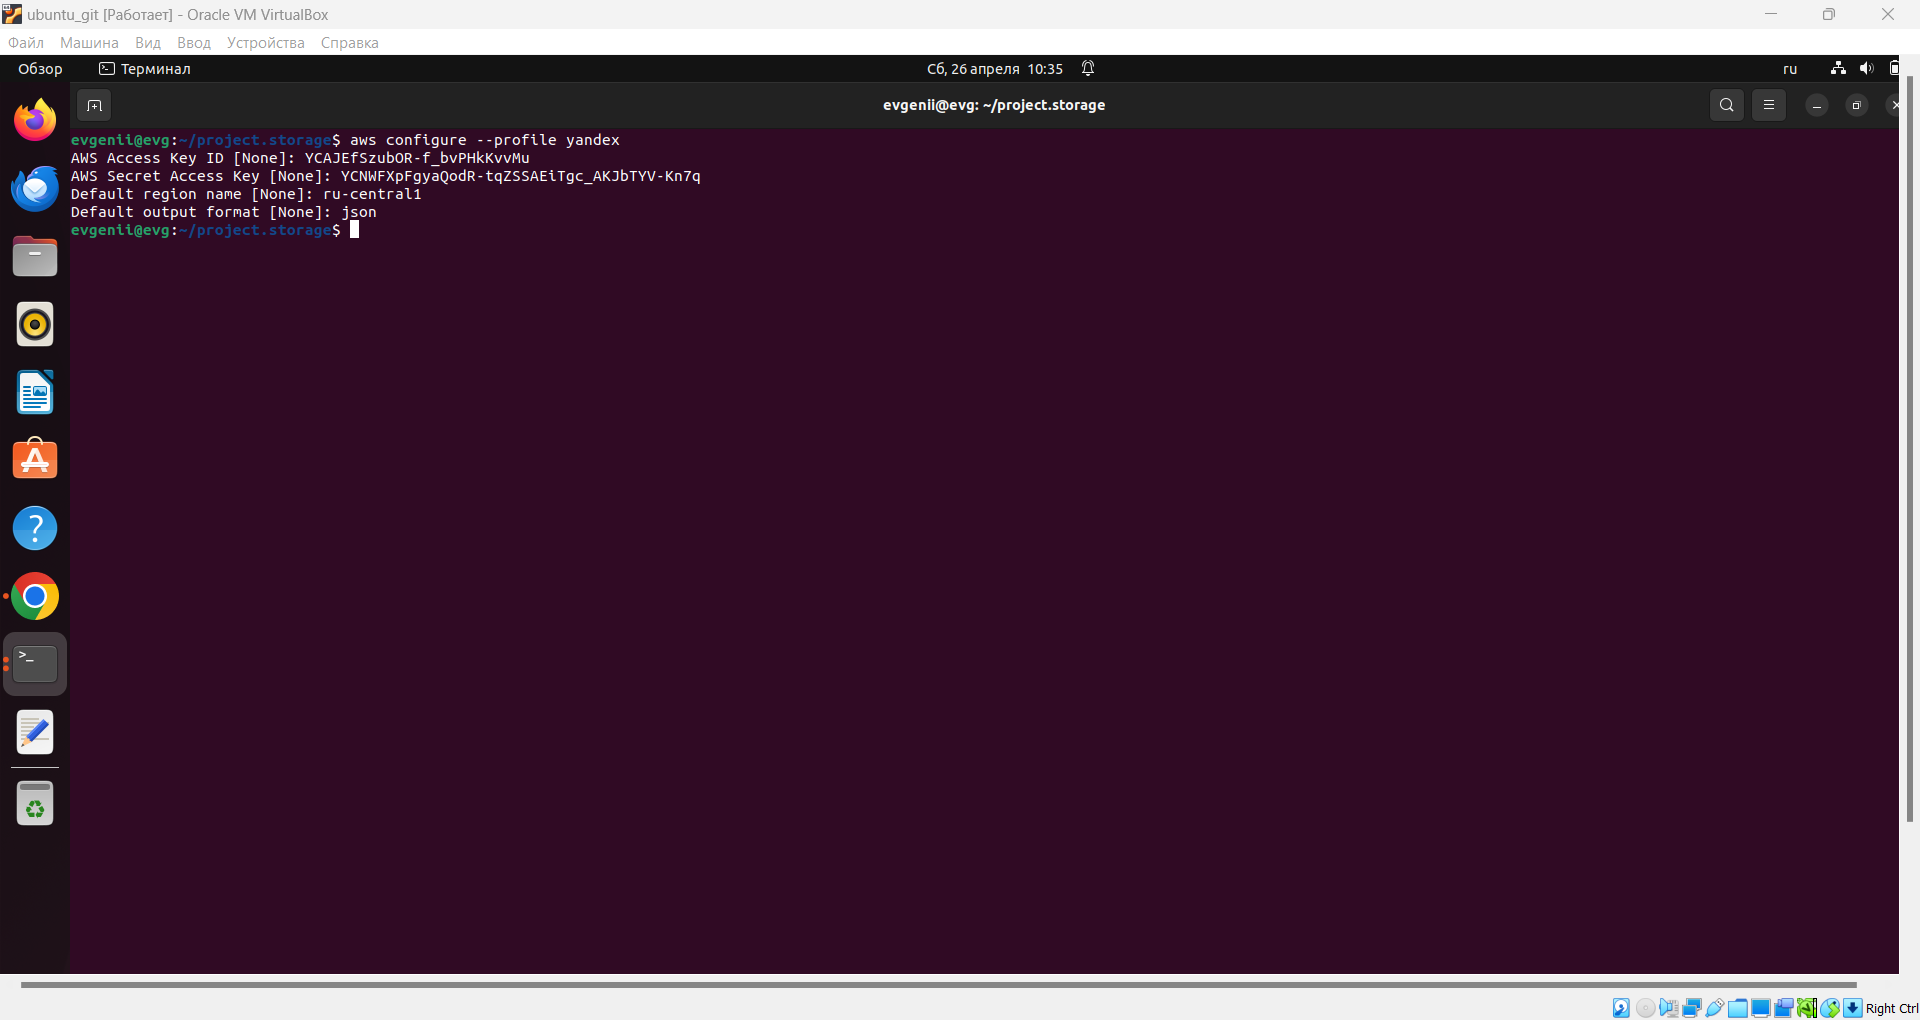 ubuntu_git [Работает] - Oracle VM VirtualBox
Файл Машина Вид Ввод Устройства Справка
Обзор Терминал Сб, 26 апреля 10:35 ru
evgenii@evg: ~/project.storage
evgenii@evg:~/project.storage$ aws configure --profile yandex
AWS Access Key ID [None]: YCAJEfSzubOR-f_bvPHkKvvMu
AWS Secret Access Key [None]: YCNWFXpFgyaQodR-tqZSSAEiTgc_AKJbTYV-Kn7q
Default region name [None]: ru-central1
Default output format [None]: json
evgenii@evg:~/project.storage$
Right Ctrl